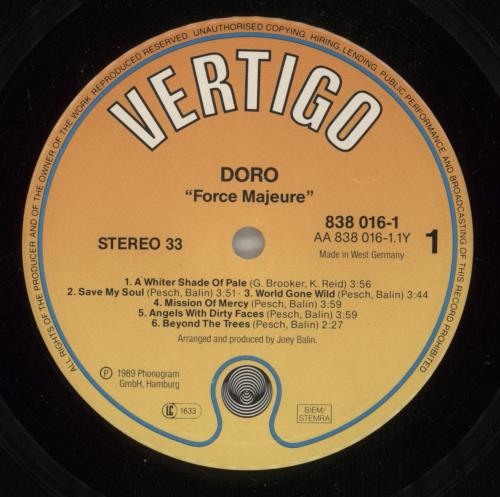 ALL RIGHTS OF THE PRODUCER AND OF THE OWNER OF THE WORK REPRODUCED RESERVED. UNAUTHORISED COPYING, HIRING, LENDING, PUBLIC PERFORMANCE AND BROADCASTING OF THIS RECORD PROHIBITED
VERTIGO
DORO
"Force Majeure"
838 016-1
STEREO 33
AA 838 016-1.1Y
1
Made in West Germany
1. A Whiter Shade Of Pale (G. Brooker, K. Reid) 3:56
2. Save My Soul (Pesch, Balin) 3:51 · 3. World Gone Wild (Pesch, Balin) 3:44
4. Mission Of Mercy (Pesch, Balin) 3:59
5. Angels With Dirty Faces (Pesch, Balin) 3:59
6. Beyond The Trees (Pesch, Balin) 2:27
Arranged and produced by Joey Balin.
Ⓟ 1989 Phonogram
GmbH, Hamburg
LC 1633
BIEM/
STEMRA